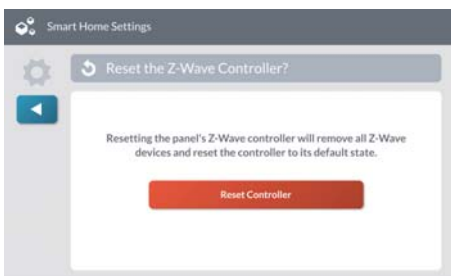 Smart Home Settings
Reset the Z-Wave Controller?
Resetting the panel's Z-Wave controller will remove all Z-Wave
devices and reset the controller to its default state.
Reset Controller